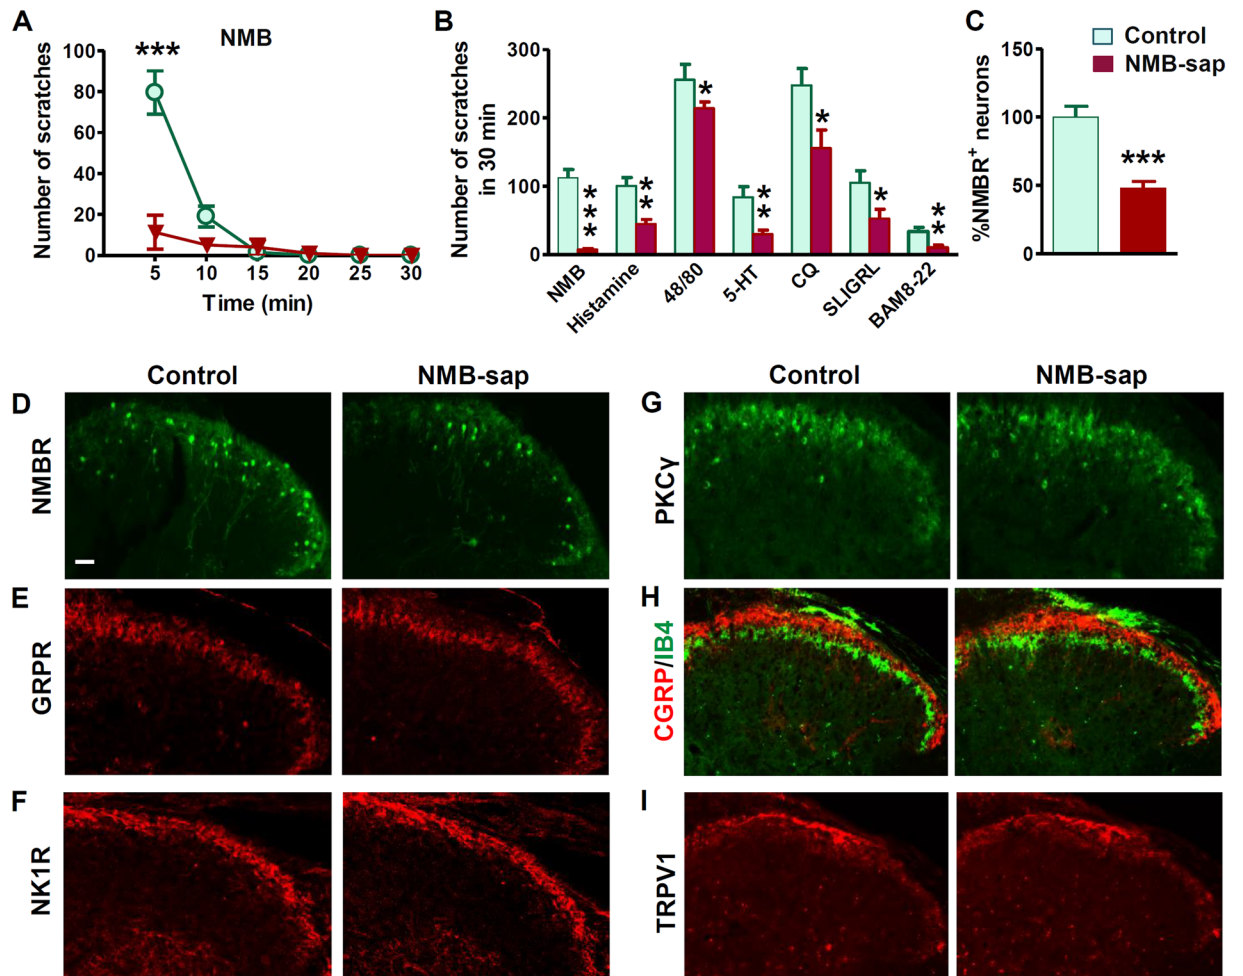 A
NMB
Number of scratches
100
80
60
40
20
0
***
5
10
15
20
25
30
Time (min)
B
Number of scratches
in 30 min
300
200
100
0
***
**
*
**
*
*
**
NMB
Histamine
48/80
5-HT
CQ
SLIGRL
BAM8-22
C
Control
NMB-sap
%NMBR+ neurons
150
100
50
0
***
Control
NMB-sap
Control
NMB-sap
D
NMBR
G
PKCγ
E
GRPR
H
CGRP/IB4
F
NK1R
I
TRPV1